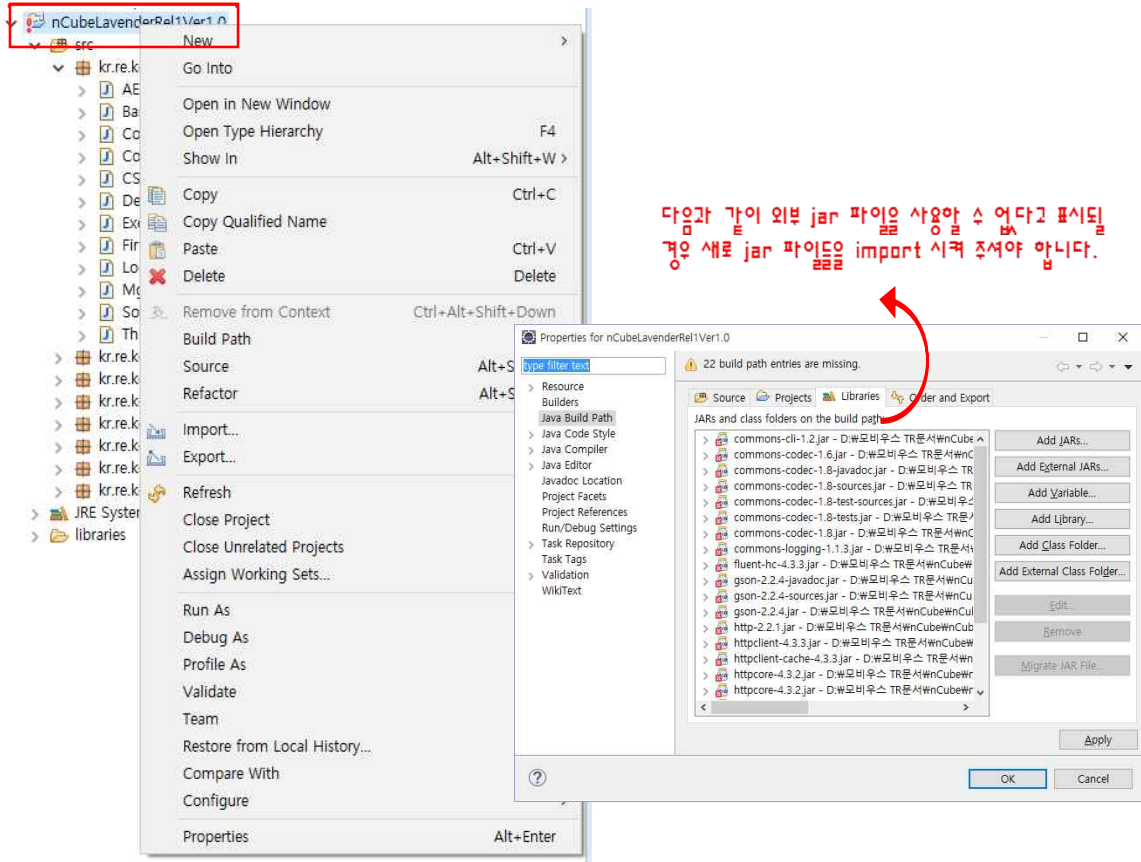 nCubeLavenderRel1Ver1.0
src
kr.re.k
AE
Ba
Co
Co
CS
De
Exe
Fir
Lo
Mg
So
Th
kr.re.k
kr.re.k
kr.re.k
kr.re.k
kr.re.k
kr.re.k
kr.re.k
JRE System
libraries
New
Go Into
Open in New Window
Open Type Hierarchy F4
Show In Alt+Shift+W >
Copy Ctrl+C
Copy Qualified Name
Paste Ctrl+V
Delete Delete
Remove from Context Ctrl+Alt+Shift+Down
Build Path
Source Alt+S
Refactor Alt+S
Import...
Export...
Refresh
Close Project
Close Unrelated Projects
Assign Working Sets...
Run As
Debug As
Profile As
Validate
Team
Restore from Local History...
Compare With
Configure
Properties Alt+Enter
다음과 같이 외부 jar 파일을 사용할 수 없다고 표시될
경우 새로 jar 파일들을 import 시켜 주셔야 합니다.
Properties for nCubeLavenderRel1Ver1.0
type filter text
Resource
Builders
Java Build Path
Java Code Style
Java Compiler
Java Editor
Javadoc Location
Project Facets
Project References
Run/Debug Settings
Task Repository
Task Tags
Validation
WikiText
22 build path entries are missing.
Source Projects Libraries Order and Export
JARs and class folders on the build path:
commons-cli-1.2.jar - D:₩모비우스 TR문서₩nCube
commons-codec-1.6.jar - D:₩모비우스 TR문서₩nC
commons-codec-1.8-javadoc.jar - D:₩모비우스 TR
commons-codec-1.8-sources.jar - D:₩모비우스 TR
commons-codec-1.8-test-sources.jar - D:₩모비우스
commons-codec-1.8-tests.jar - D:₩모비우스 TR문서
commons-codec-1.8.jar - D:₩모비우스 TR문서₩nC
commons-logging-1.1.3.jar - D:₩모비우스 TR문서₩
fluent-hc-4.3.3.jar - D:₩모비우스 TR문서₩nCube₩
gson-2.2.4-javadoc.jar - D:₩모비우스 TR문서₩nCu
gson-2.2.4-sources.jar - D:₩모비우스 TR문서₩nCu
gson-2.2.4.jar - D:₩모비우스 TR문서₩nCube₩nCul
http-2.2.1.jar - D:₩모비우스 TR문서₩nCube₩nCub
httpclient-4.3.3.jar - D:₩모비우스 TR문서₩nCube₩
httpclient-cache-4.3.3.jar - D:₩모비우스 TR문서₩n
httpcore-4.3.2.jar - D:₩모비우스 TR문서₩nCube₩r
httpcore-4.3.2.jar - D:₩모비우스 TR문서₩nCube₩r
Add JARs...
Add External JARs...
Add Variable...
Add Library...
Add Class Folder...
Add External Class Folder...
Edit...
Remove
Migrate JAR File...
Apply
OK Cancel